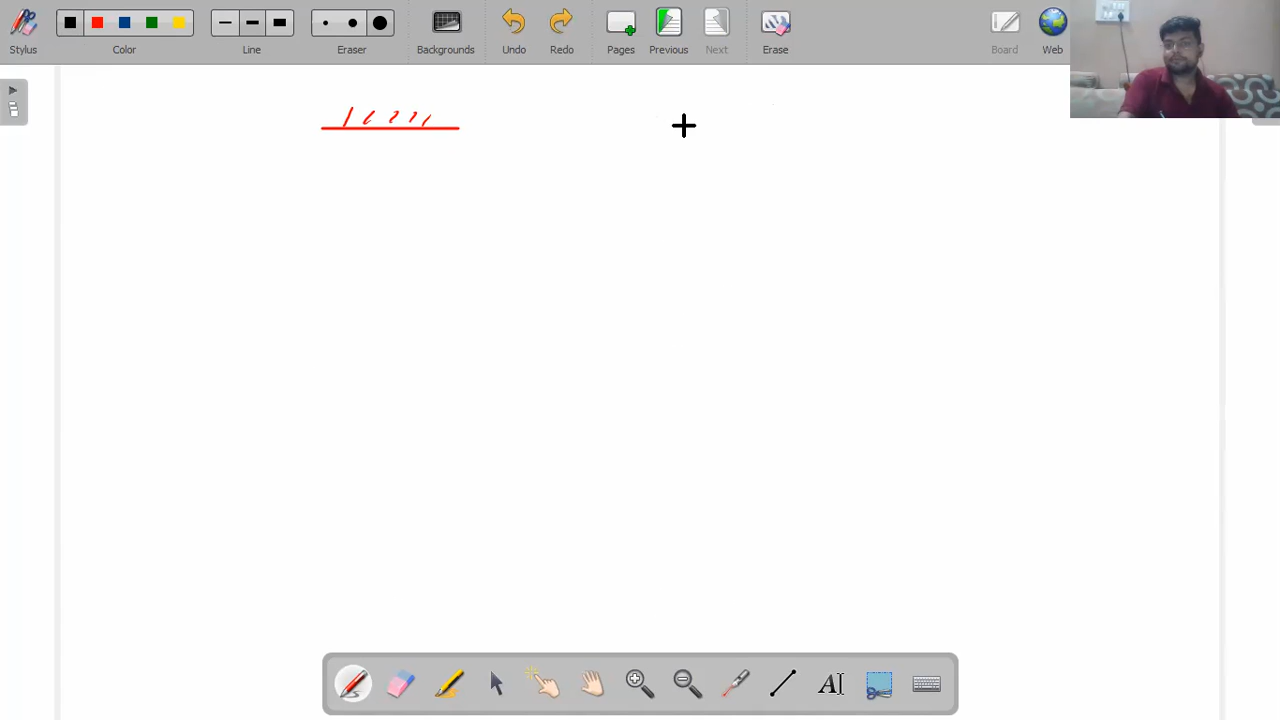 Stylus
Color
Line
Eraser
Backgrounds
Undo
Redo
Pages
Previous
Next
Erase
Board
Web